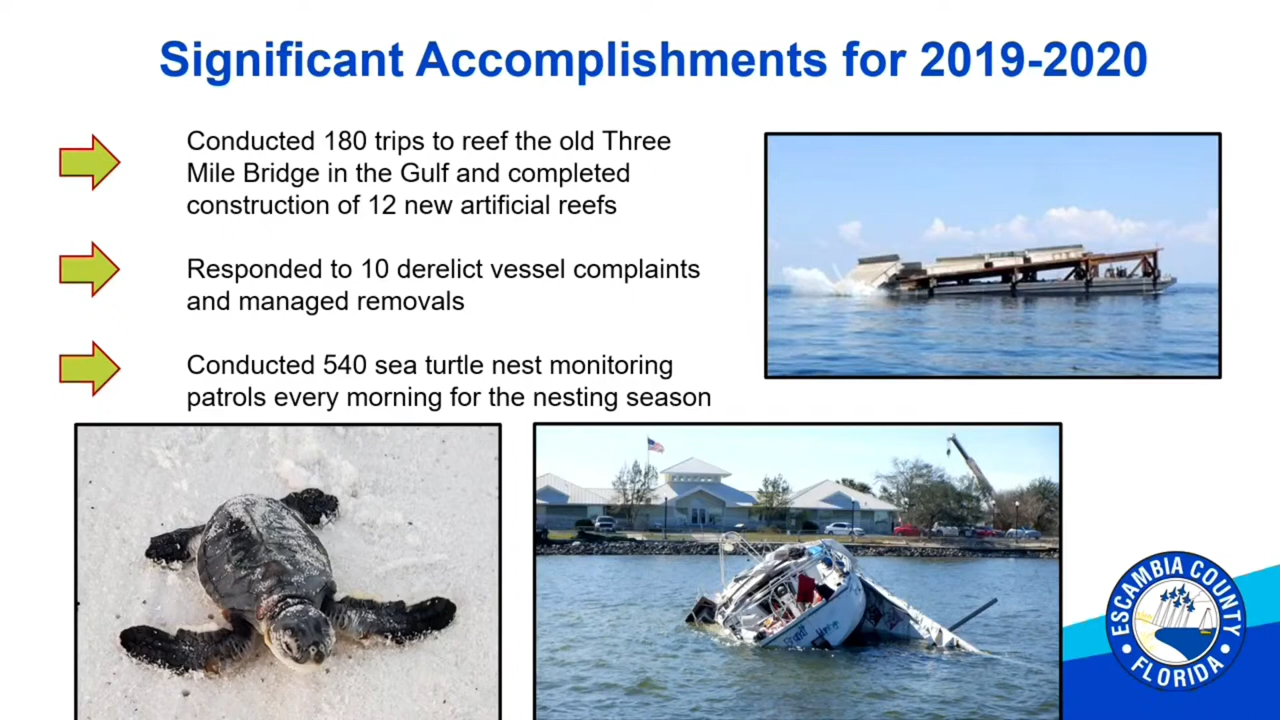 Significant Accomplishments for 2019-2020
Conducted 180 trips to reef the old Three
Mile Bridge in the Gulf and completed
construction of 12 new artificial reefs
Responded to 10 derelict vessel complaints
and managed removals
Conducted 540 sea turtle nest monitoring
patrols every morning for the nesting season
ESCAMBIA COUNTY
FLORIDA